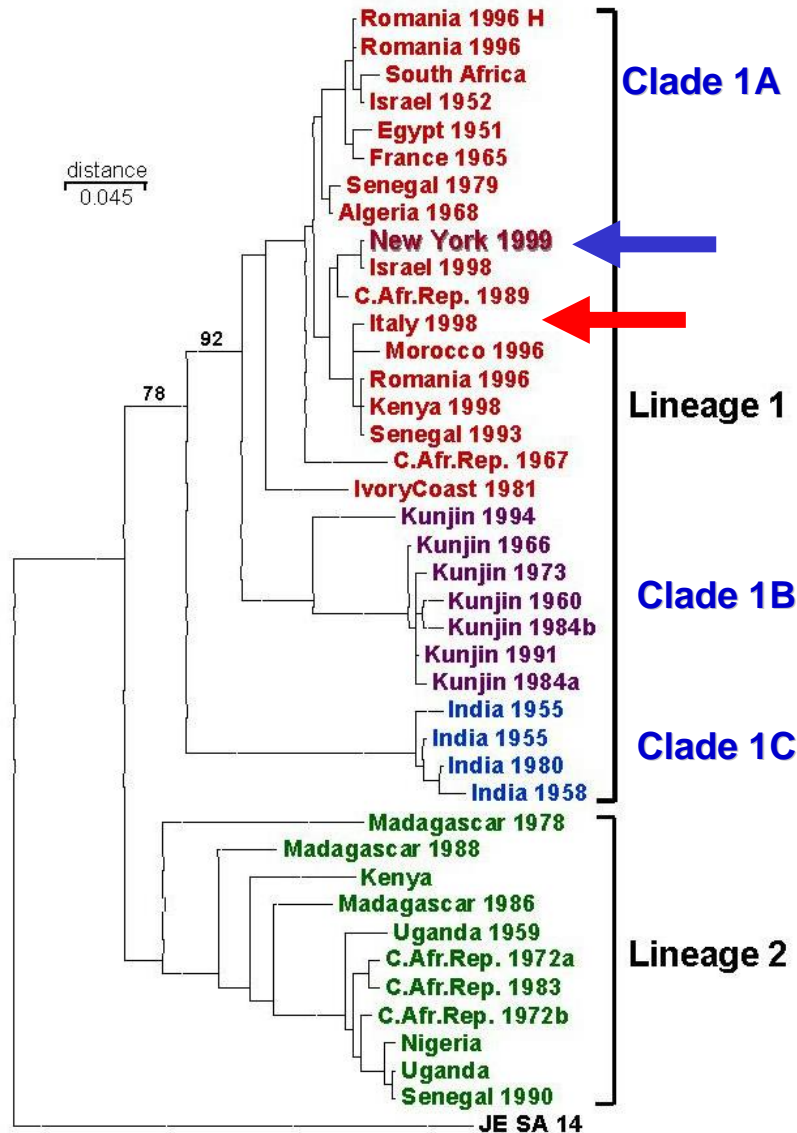 Romania 1996 H
Romania 1996
South Africa
Clade 1A
Israel 1952
Egypt 1951
France 1965
distance
0.045
Senegal 1979
Algeria 1968
New York 1999
Israel 1998
C.Afr.Rep. 1989
Italy 1998
92
Morocco 1996
Romania 1996
78
Kenya 1998
Lineage 1
Senegal 1993
C.Afr.Rep. 1967
IvoryCoast 1981
Kunjin 1994
Kunjin 1966
Kunjin 1973
Kunjin 1960
Clade 1B
Kunjin 1984b
Kunjin 1991
Kunjin 1984a
India 1955
India 1955
Clade 1C
India 1980
India 1958
Madagascar 1978
Madagascar 1988
Kenya
Madagascar 1986
Uganda 1959
Lineage 2
C.Afr.Rep. 1972a
C.Afr.Rep. 1983
C.Afr.Rep. 1972b
Nigeria
Uganda
Senegal 1990
JE SA 14